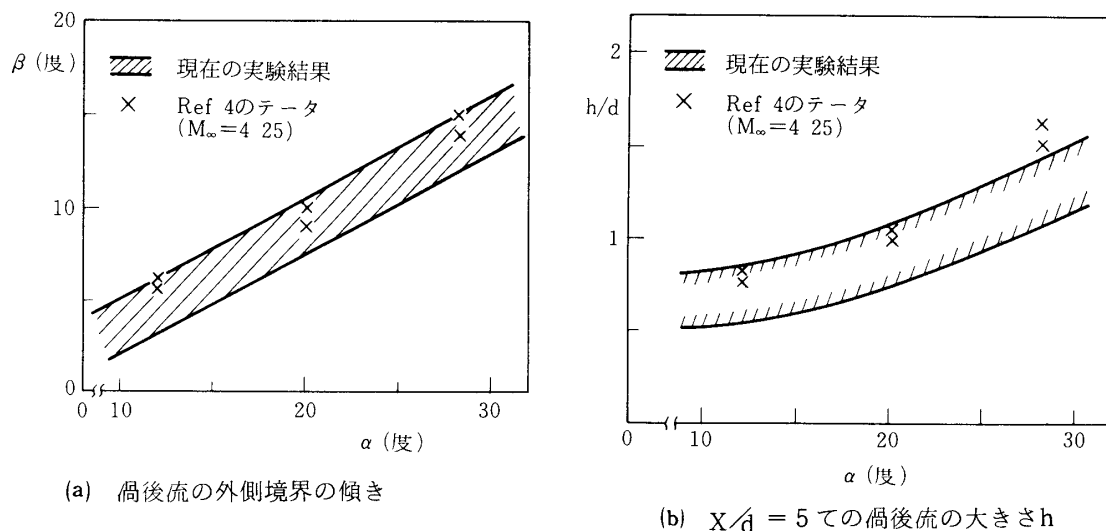 20
β (度)
現在の実験結果
Ref 4のテータ
(M∞=4 25)
10
0
0 10 20 30
α (度)
(a) 渦後流の外側境界の傾き
2
h/d
現在の実験結果
Ref 4のテータ
(M∞=4 25)
1
0 10 20 30
α (度)
(b) X/d = 5 ての渦後流の大きさh